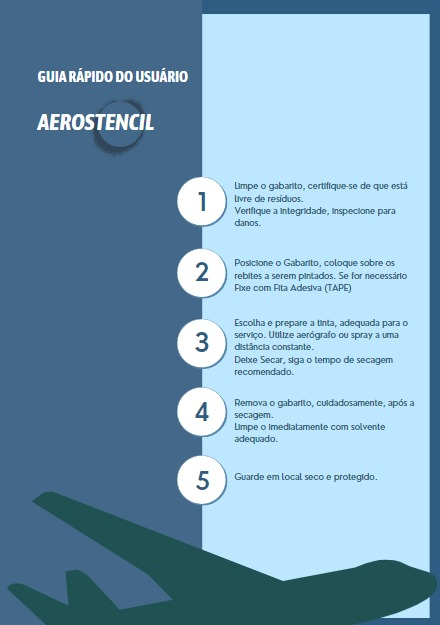 GUIA RÁPIDO DO USUÁRIO
AEROSTENCIL
1
Limpe o gabarito, certifique-se de que está
livre de resíduos.
Verifique a integridade, inspecione para
danos.
2
Posicione o Gabarito, coloque sobre os
rebites a serem pintados. Se for necessário
Fixe com Fita Adesiva (TAPE)
3
Escolha e prepare a tinta, adequada para o
serviço. Utilize aerógrafo ou spray a uma
distância constante.
Deixe Secar, siga o tempo de secagem
recomendado.
4
Remova o gabarito, cuidadosamente, após a
secagem.
Limpe o imediatamente com solvente
adequado.
5
Guarde em local seco e protegido.